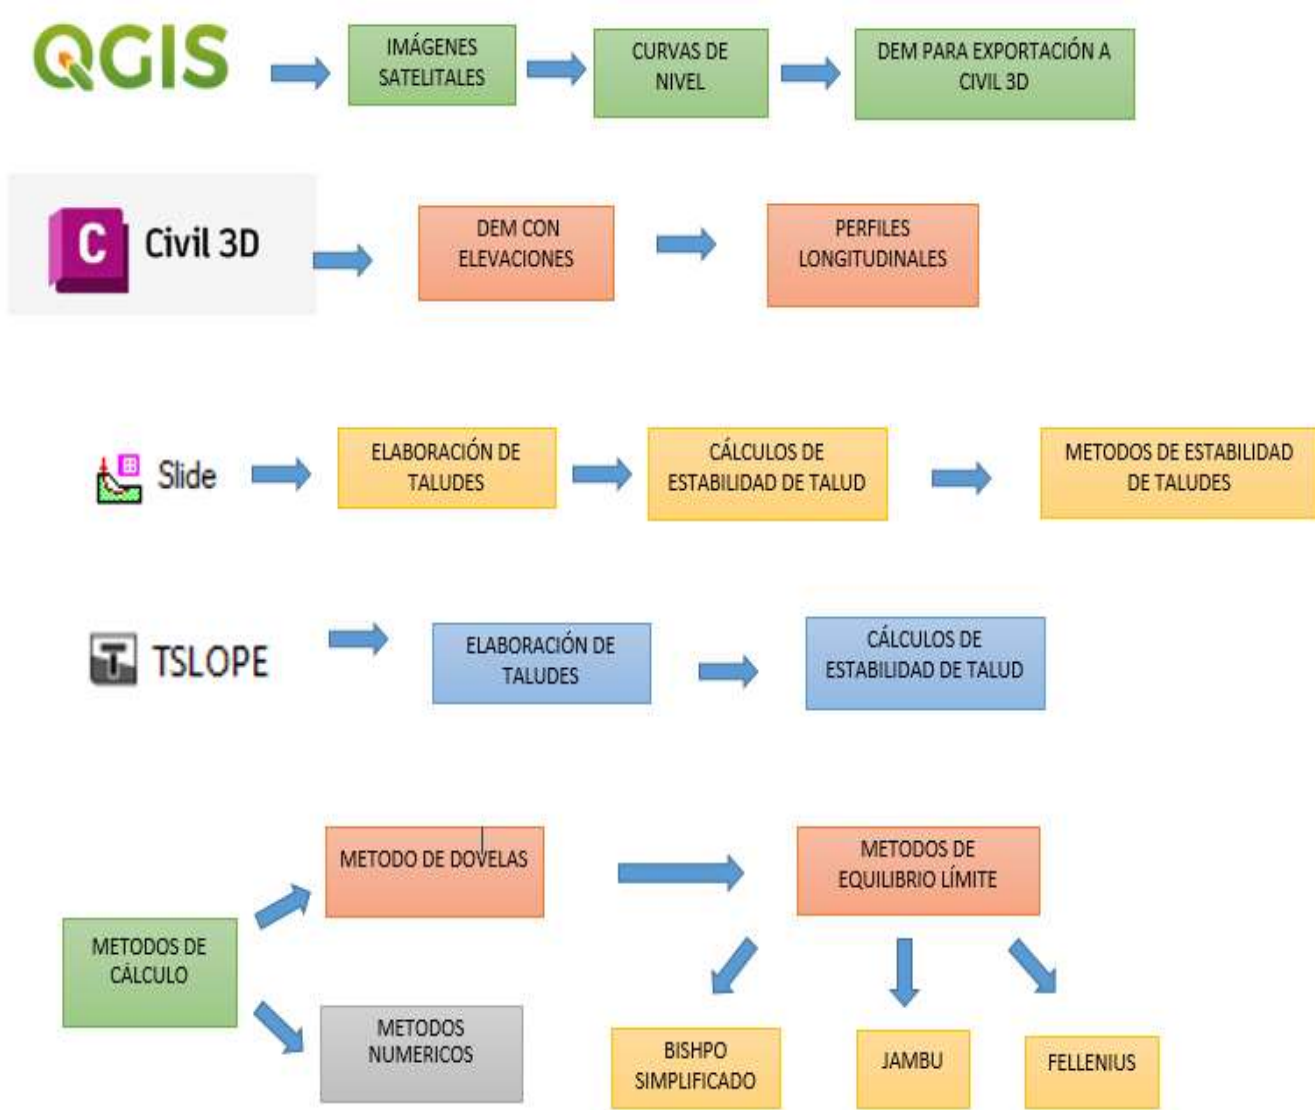 QGIS
IMÁGENES
SATELITALES
CURVAS DE
NIVEL
DEM PARA EXPORTACIÓN A
CIVIL 3D
C
Civil 3D
DEM CON
ELEVACIONES
PERFILES
LONGITUDINALES
Slide
ELABORACIÓN DE
TALUDES
CÁLCULOS DE
ESTABILIDAD DE TALUD
METODOS DE ESTABILIDAD
DE TALUDES
T
TSLOPE
ELABORACIÓN DE
TALUDES
CÁLCULOS DE
ESTABILIDAD DE TALUD
METODOS DE
CÁLCULO
METODO DE DOVELAS
METODOS DE
EQUILIBRIO LÍMITE
METODOS
NUMERICOS
BISHPO
SIMPLIFICADO
JAMBU
FELLENIUS